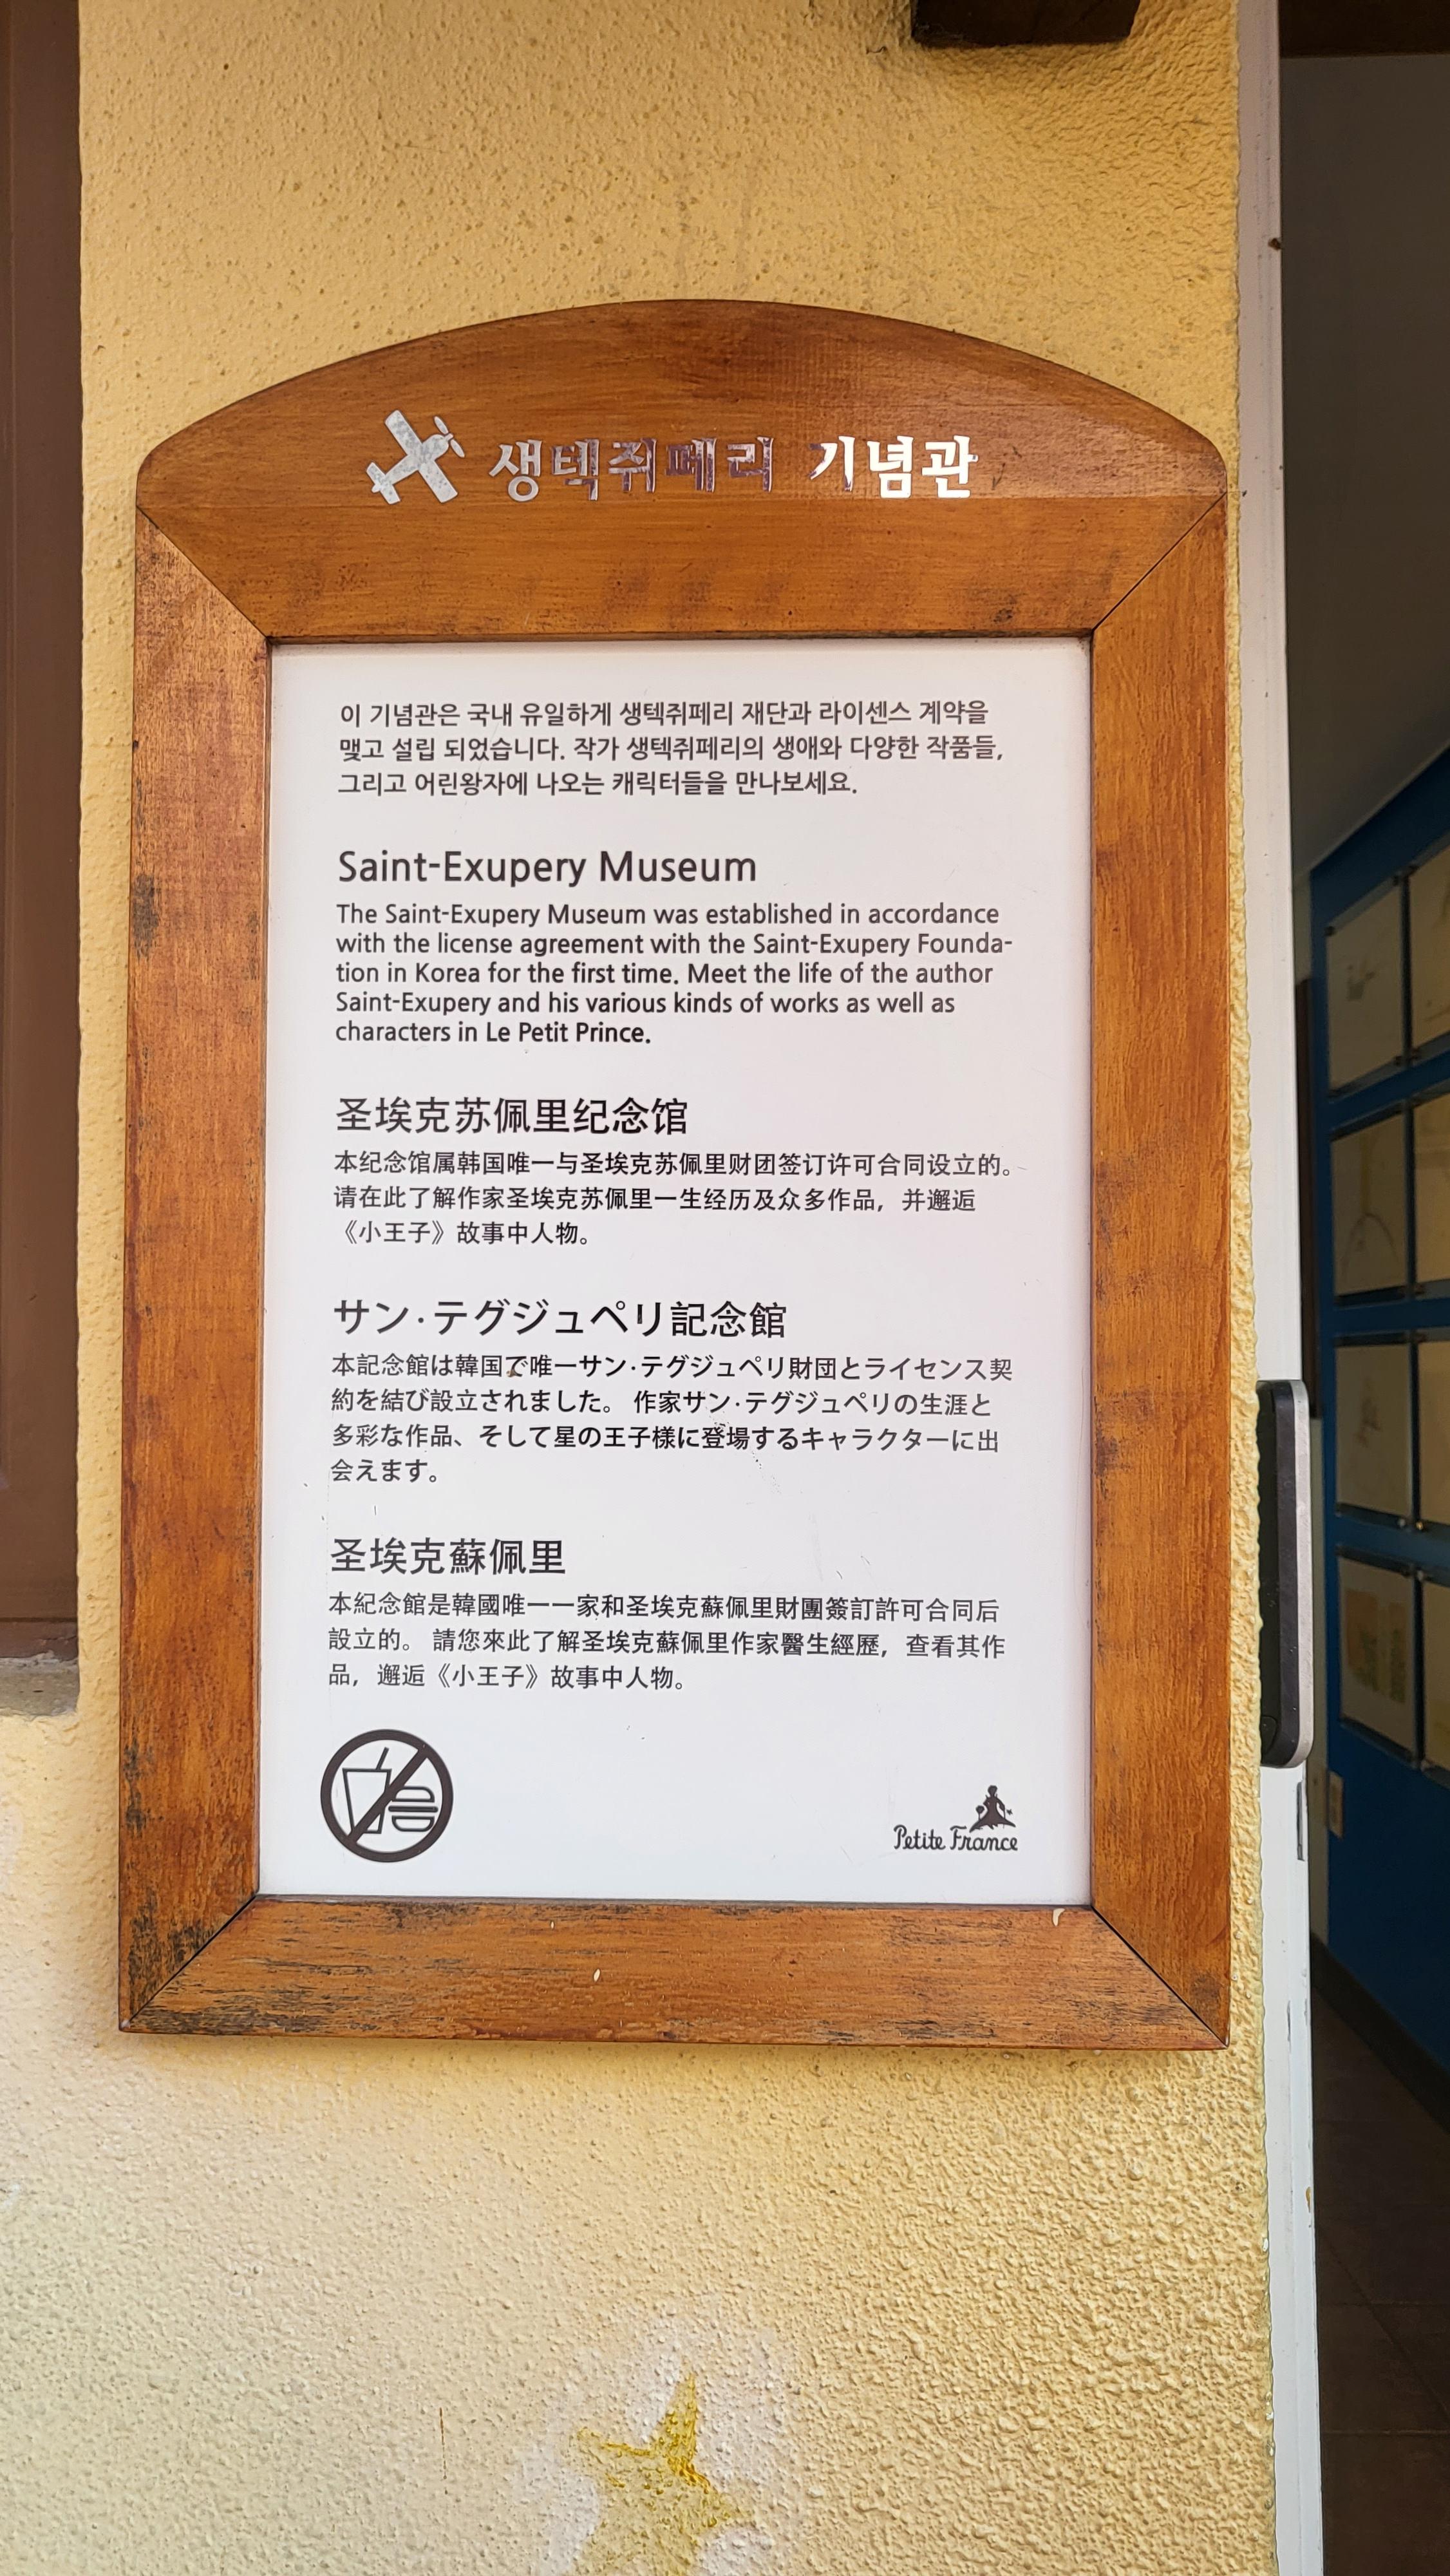 생텍쥐페리 기념관
이 기념관은 국내 유일하게 생텍쥐페리 재단과 라이센스 계약을
맺고 설립 되었습니다. 작가 생텍쥐페리의 생애와 다양한 작품들,
그리고 어린왕자에 나오는 캐릭터들을 만나보세요.
Saint-Exupery Museum
The Saint-Exupery Museum was established in accordance
with the license agreement with the Saint-Exupery Founda-
tion in Korea for the first time. Meet the life of the author
Saint-Exupery and his various kinds of works as well as
characters in Le Petit Prince.
圣埃克苏佩里纪念馆
本纪念馆属韩国唯一与圣埃克苏佩里财团签订许可合同设立的。
请在此了解作家圣埃克苏佩里一生经历及众多作品，并邂逅
《小王子》故事中人物。
サン·テグジュペリ記念館
本記念館は韓国で唯一サン·テグジュペリ財団とライセンス契
約を結び設立されました。 作家サン·テグジュペリの生涯と
多彩な作品、そして星の王子様に登場するキャラクターに出
会えます。
圣埃克蘇佩里
本紀念館是韓國唯一一家和圣埃克蘇佩里財團簽訂許可合同后
設立的。 請您來此了解圣埃克蘇佩里作家醫生經歷，查看其作
品，邂逅《小王子》故事中人物。
Petite France